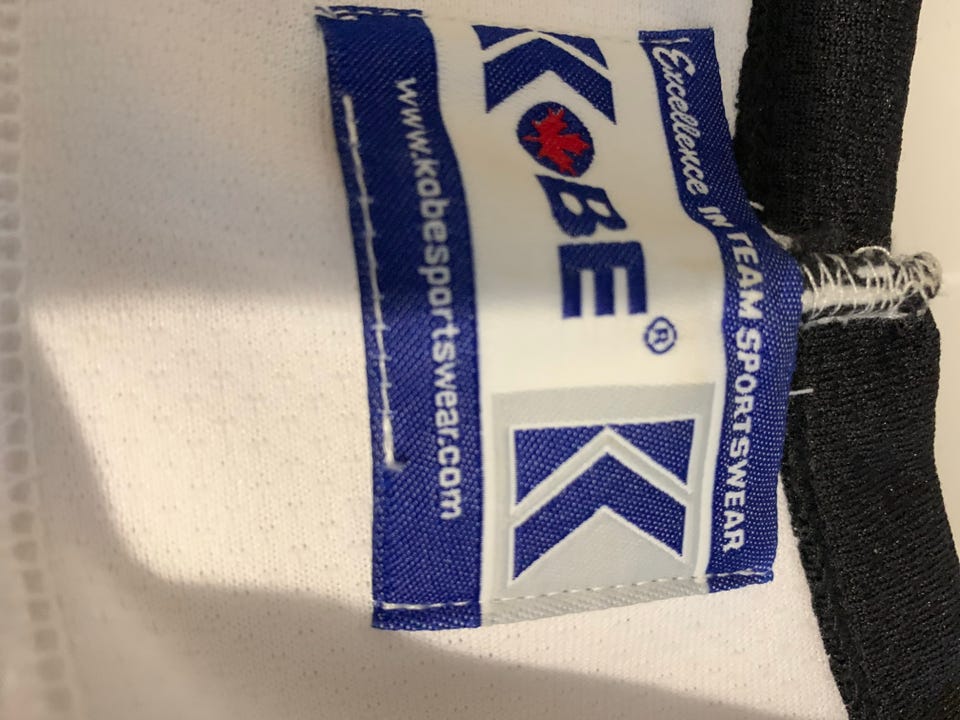 Excellence IN TEAM SPORTSWEAR
KOBE®
K
www.kobesportswear.com